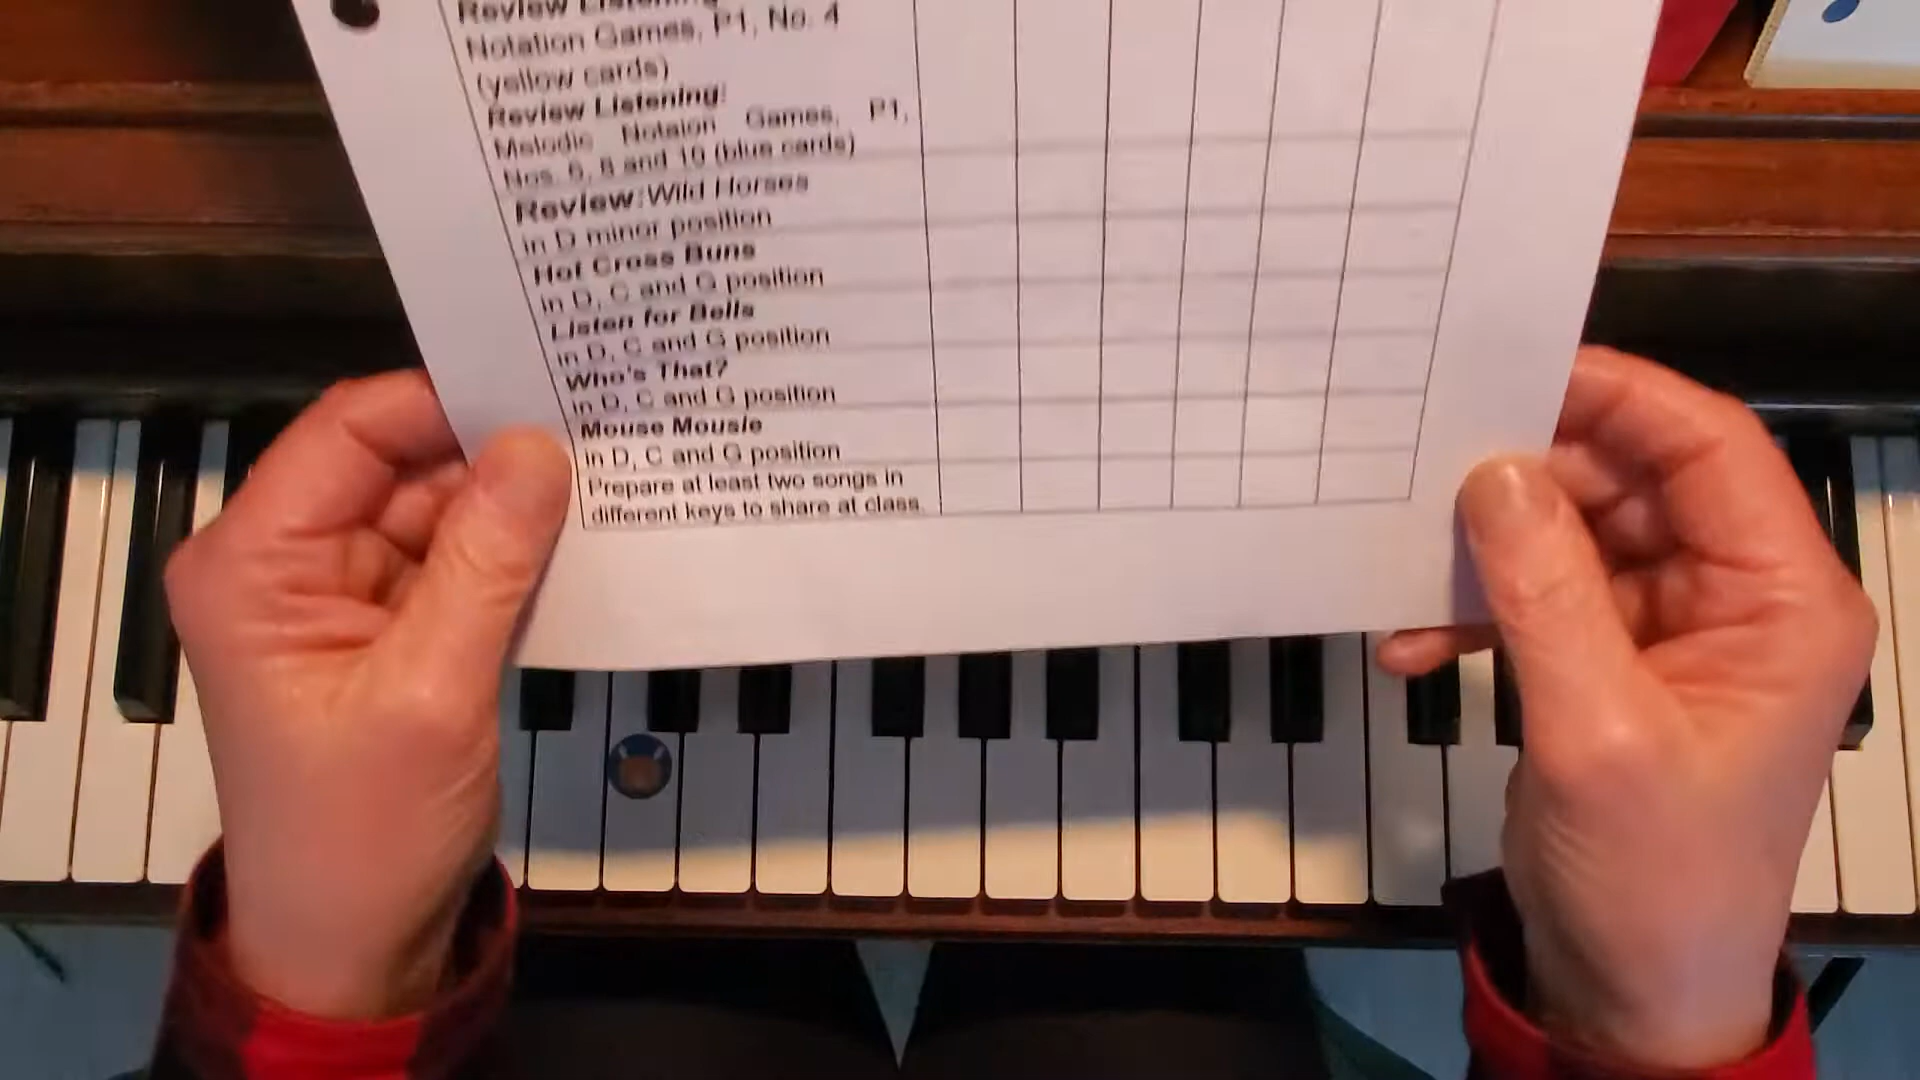 Review Listening
Notation Games, P1, No. 4
(yellow cards)
Review Listening:
Melodic Notaion Games, P1,
Nos. 6, 8 and 10 (blue cards)
Review: Wild Horses
in D minor position
Hot Cross Buns
in D, C and G position
Listen for Bells
in D, C and G position
Who's That?
in D, C and G position
Mouse Mousie
in D, C and G position
Prepare at least two songs in
different keys to share at class.